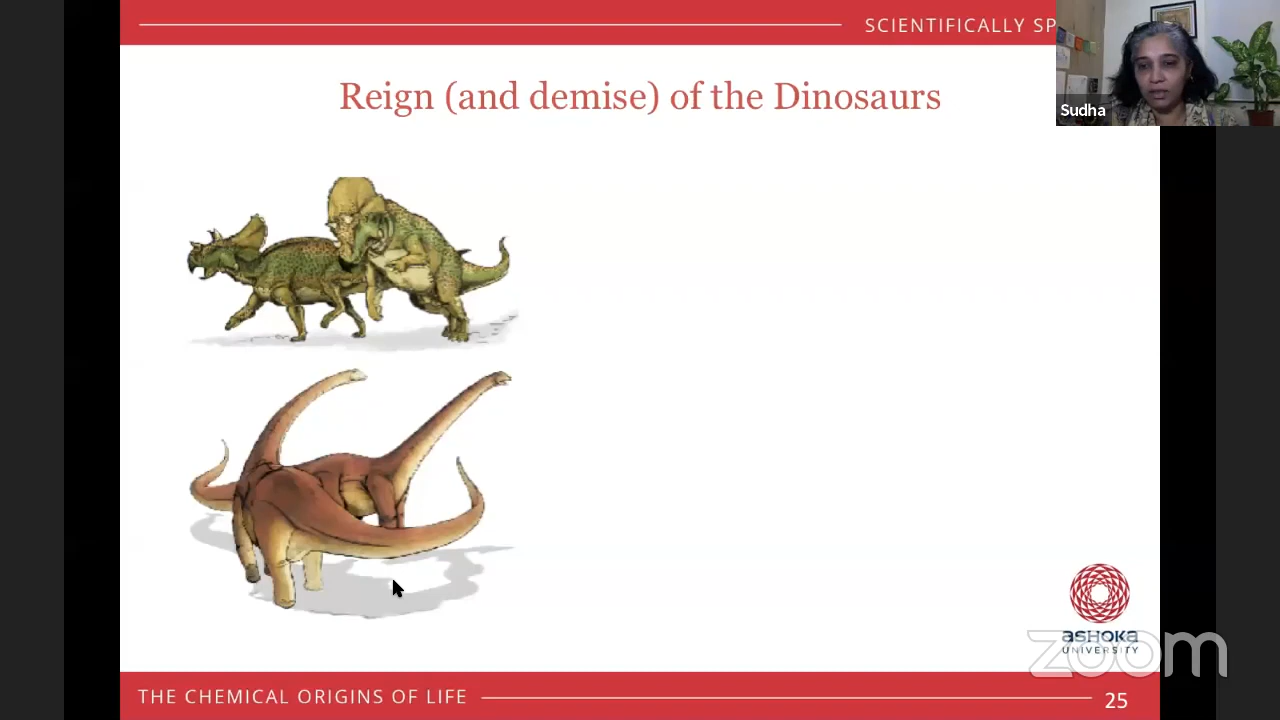 SCIENTIFICALLY SP
Reign (and demise) of the Dinosaurs
Sudha
ASHOKA
UNIVERSITY
zoom
THE CHEMICAL ORIGINS OF LIFE
25